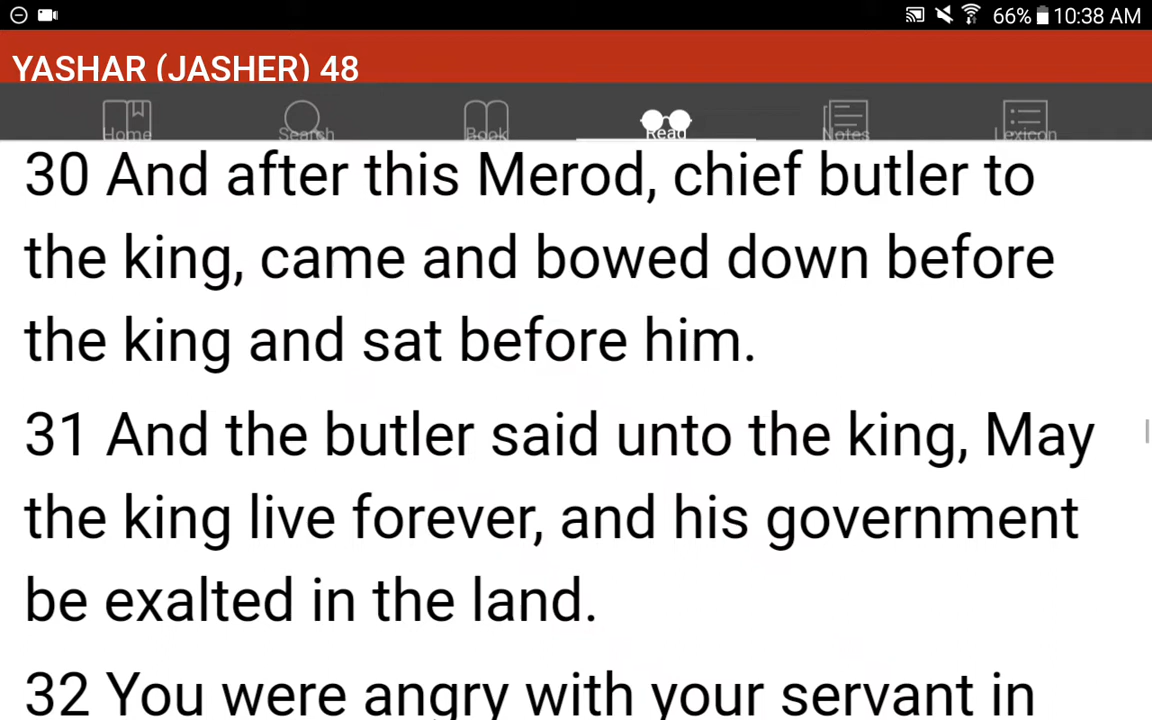 66% 10:38 AM
YASHAR (JASHER) 48
Home Search Book Read Notes Lexicon
30 And after this Merod, chief butler to
the king, came and bowed down before
the king and sat before him.
31 And the butler said unto the king, May
the king live forever, and his government
be exalted in the land.
32 You were angry with your servant in